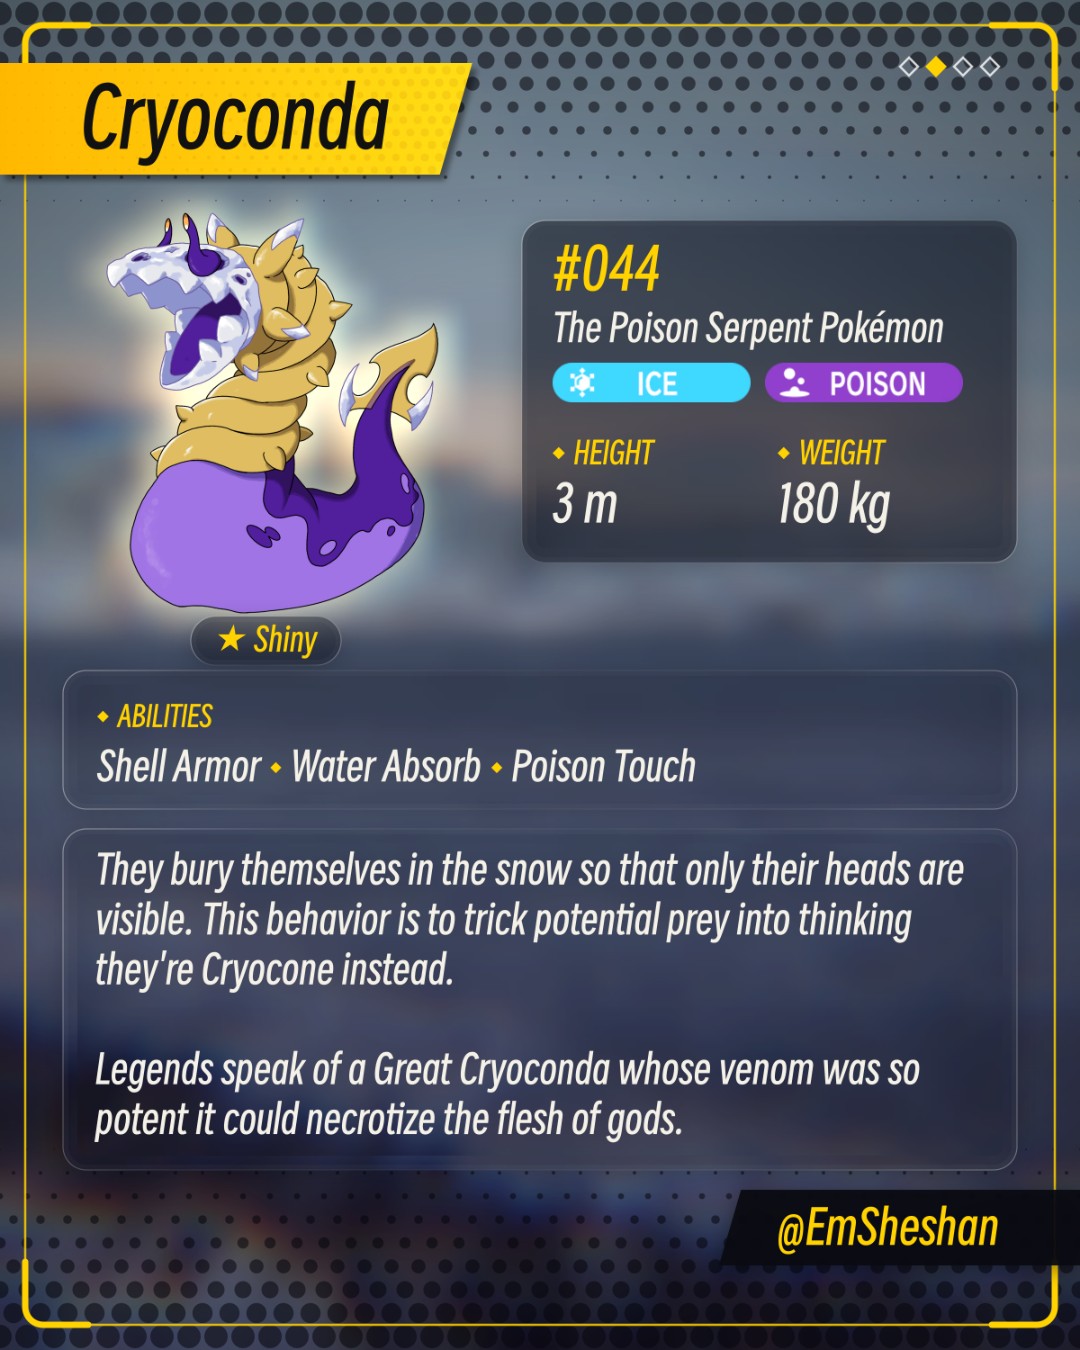 Cryoconda
#044
The Poison Serpent Pokémon
ICE POISON
HEIGHT WEIGHT
3 m 180 kg
★ Shiny
ABILITIES
Shell Armor ⬥ Water Absorb ⬥ Poison Touch
They bury themselves in the snow so that only their heads are
visible. This behavior is to trick potential prey into thinking
they're Cryocone instead.
Legends speak of a Great Cryoconda whose venom was so
potent it could necrotize the flesh of gods.
@EmSheshan